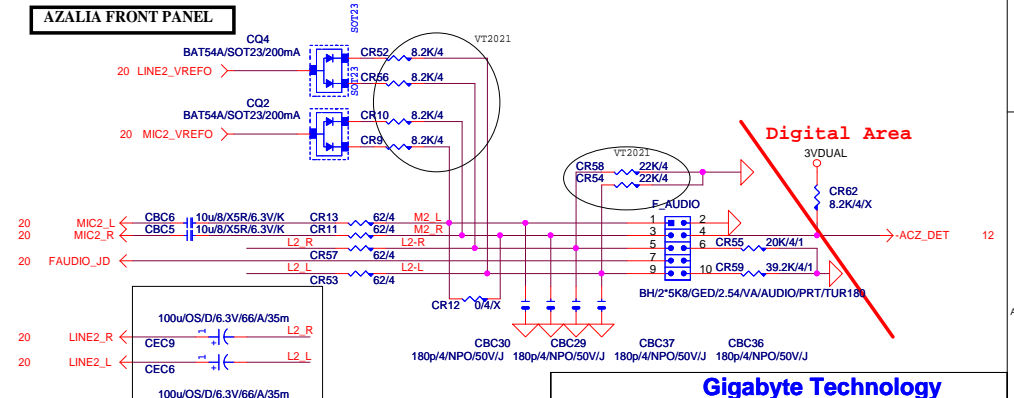 AZALIA FRONT PANEL
SOT23
CQ4
BAT54A/SOT23/200mA
20 LINE2_VREFO
CR52 8.2K/4
VT2021
SOT23
CR56 8.2K/4
CQ2
BAT54A/SOT23/200mA
20 MIC2_VREFO
CR10 8.2K/4
CR9 8.2K/4
Digital Area
3VDUAL
VT2021
CR58 22K/4
CR54 22K/4
CR62
8.2K/4/X
F_AUDIO
20 MIC2_L CBC6 10u/8/X5R/6.3V/K CR13 62/4 M2_L 1 2
20 MIC2_R CBC5 10u/8/X5R/6.3V/K CR11 62/4 M2_R 3 4 -ACZ_DET 12
L2_R L2-R 5 6 CR55 20K/4/1
20 FAUDIO_JD CR57 62/4 7
L2_L L2-L 9 10 CR59 39.2K/4/1
CR53 62/4
BH/2*5K8/GED/2.54/VA/AUDIO/PRT/TUR180
CR12 0/4/X
100u/OS/D/6.3V/66/A/35m
20 LINE2_R 1 + L2_R
CEC9
CBC30 CBC29 CBC37 CBC36
180p/4/NPO/50V/J 180p/4/NPO/50V/J 180p/4/NPO/50V/J 180p/4/NPO/50V/J
20 LINE2_L 1 + L2_L
CEC6
100u/OS/D/6.3V/66/A/35m
Gigabyte Technology